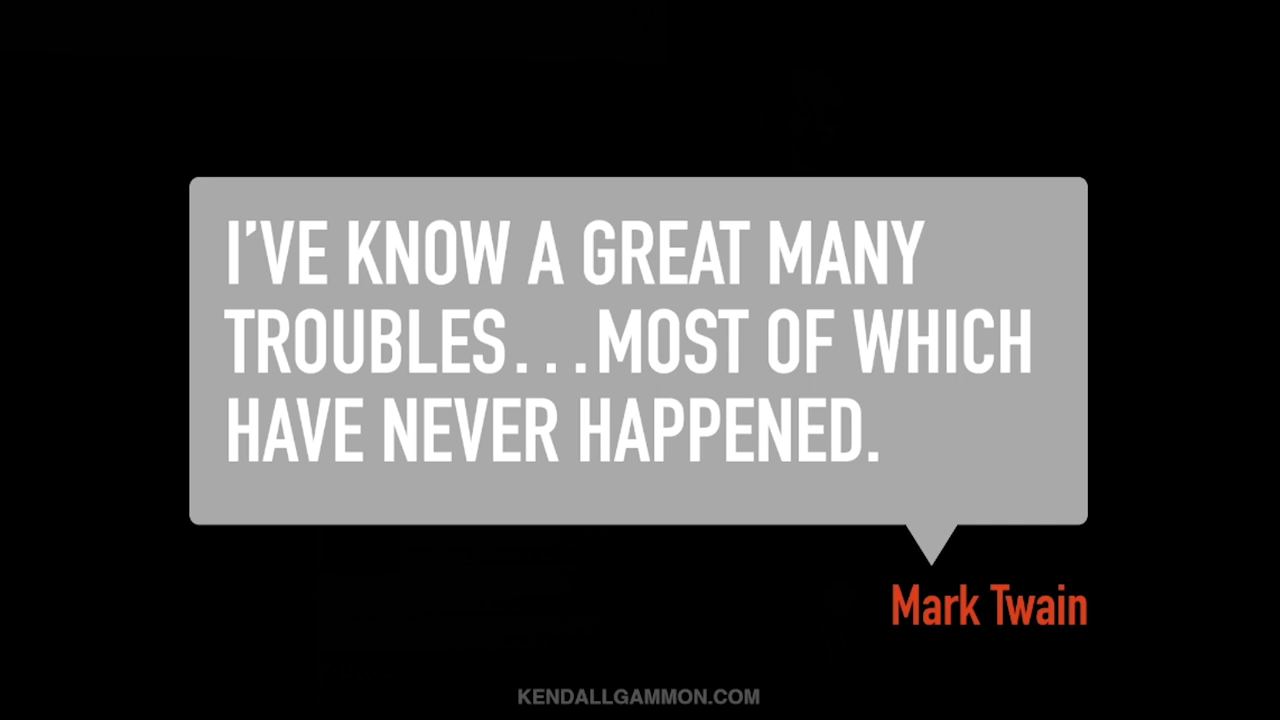 I'VE KNOW A GREAT MANY
TROUBLES...MOST OF WHICH
HAVE NEVER HAPPENED.
Mark Twain
KENDALLGAMMON.COM